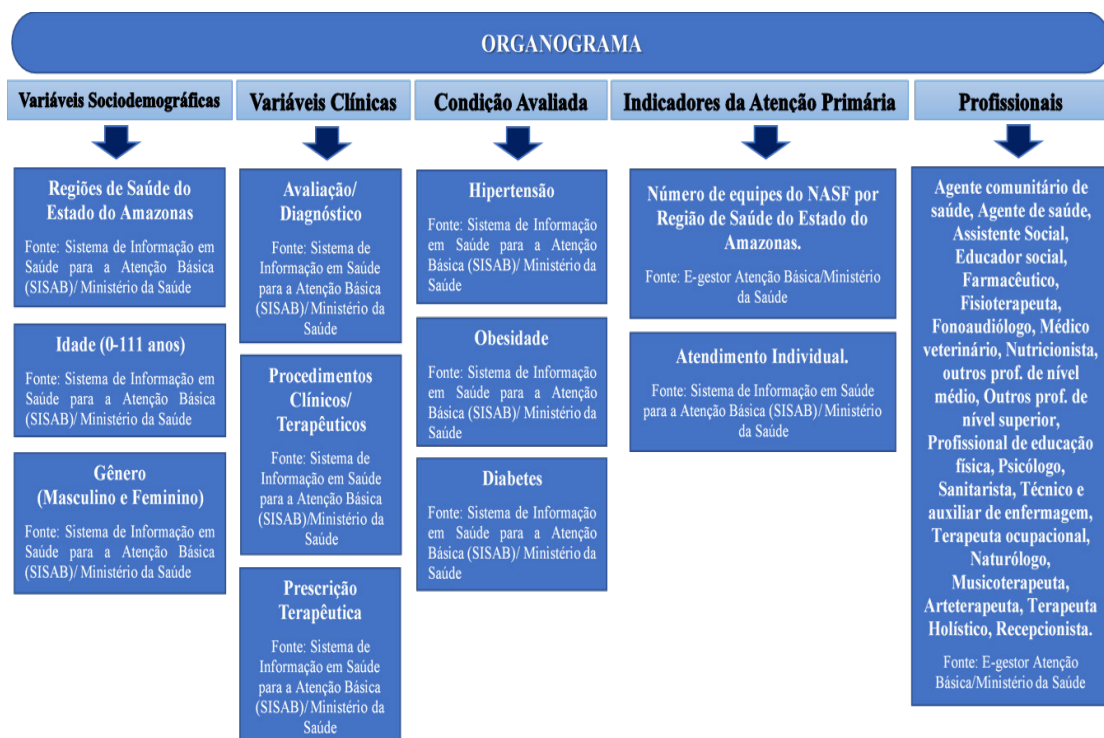 ORGANOGRAMA
Variáveis Sociodemográficas
Regiões de Saúde do
Estado do Amazonas
Fonte: Sistema de Informação em
Saúde para a Atenção Básica
(SISAB)/ Ministério da Saúde
Idade (0-111 anos)
Fonte: Sistema de Informação em
Saúde para a Atenção Básica
(SISAB)/ Ministério da Saúde
Gênero
(Masculino e Feminino)
Fonte: Sistema de Informação em
Saúde para a Atenção Básica
(SISAB)/ Ministério da Saúde
Variáveis Clínicas
Avaliação/
Diagnóstico
Fonte: Sistema de
Informação em Saúde
para a Atenção Básica
(SISAB)/ Ministério da
Saúde
Procedimentos
Clínicos/
Terapêuticos
Fonte: Sistema de
Informação em Saúde
para a Atenção Básica
(SISAB)/Ministério da
Saúde
Prescrição
Terapêutica
Fonte: Sistema de
Informação em Saúde
para a Atenção Básica
(SISAB)/ Ministério da
Saúde
Condição Avaliada
Hipertensão
Fonte: Sistema de Informação
em Saúde para a Atenção
Básica (SISAB)/ Ministério da
Saúde
Obesidade
Fonte: Sistema de Informação
em Saúde para a Atenção
Básica (SISAB)/ Ministério da
Saúde
Diabetes
Fonte: Sistema de Informação
em Saúde para a Atenção
Básica (SISAB)/ Ministério da
Saúde
Indicadores da Atenção Primária
Número de equipes do NASF por
Região de Saúde do Estado do
Amazonas.
Fonte: E-gestor Atenção Básica/Ministério
da Saúde
Atendimento Individual.
Fonte: Sistema de Informação em Saúde
para a Atenção Básica (SISAB)/ Ministério
da Saúde
Profissionais
Agente comunitário de
saúde, Agente de saúde,
Assistente Social,
Educador social,
Farmacêutico,
Fisioterapeuta,
Fonoaudiólogo, Médico
veterinário, Nutricionista,
outros prof. de nível
médio, Outros prof. de
nível superior,
Profissional de educação
física, Psicólogo,
Sanitarista, Técnico e
auxiliar de enfermagem,
Terapeuta ocupacional,
Naturólogo,
Musicoterapeuta,
Arteterapeuta, Terapeuta
Holístico, Recepcionista.
Fonte: E-gestor Atenção
Básica/Ministério da Saúde